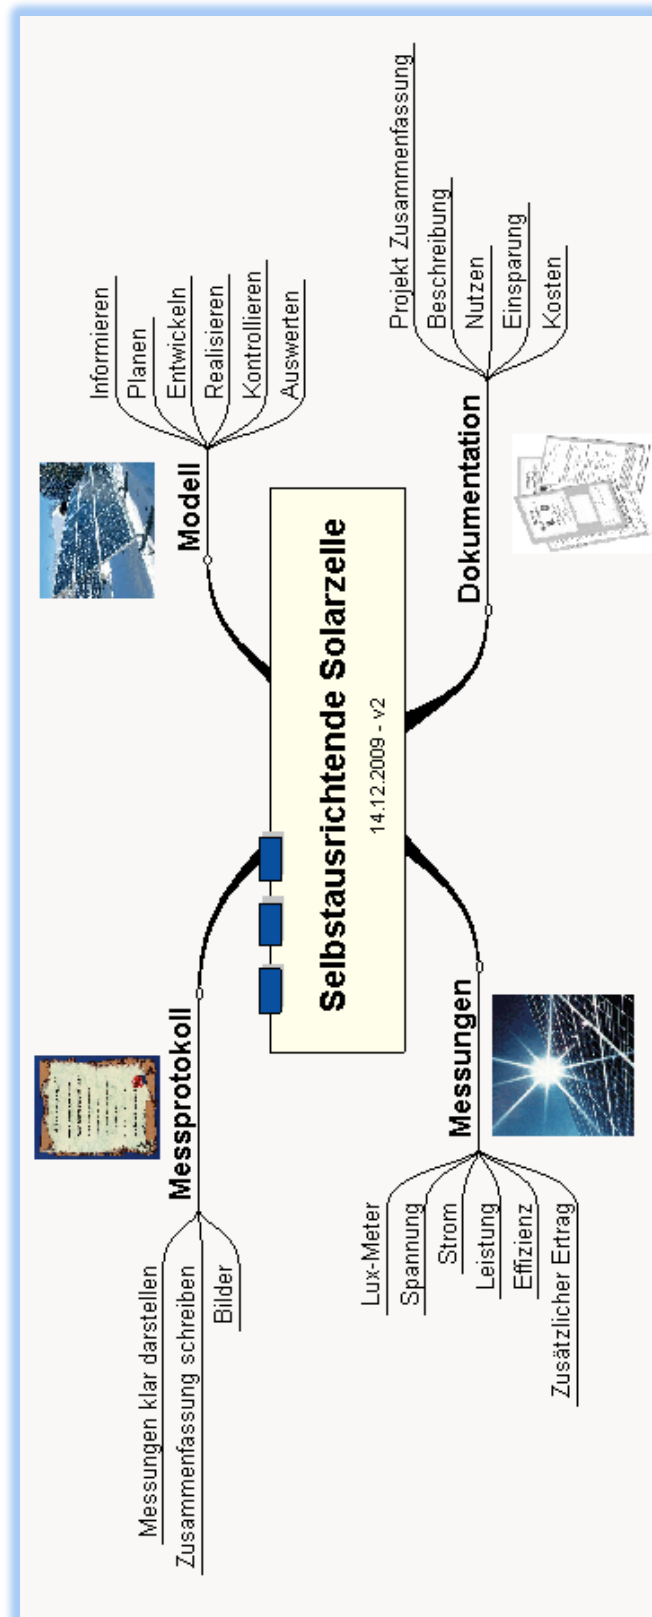 Selbstausrichtende Solarzelle
14.12.2009 - v2
Messprotokoll
Messungen klar darstellen
Zusammenfassung schreiben
Bilder
Modell
Informieren
Planen
Entwickeln
Realisieren
Kontrollieren
Auswerten
Messungen
Lux-Meter
Spannung
Strom
Leistung
Effizienz
Zusätzlicher Ertrag
Dokumentation
Projekt Zusammenfassung
Beschreibung
Nutzen
Einsparung
Kosten